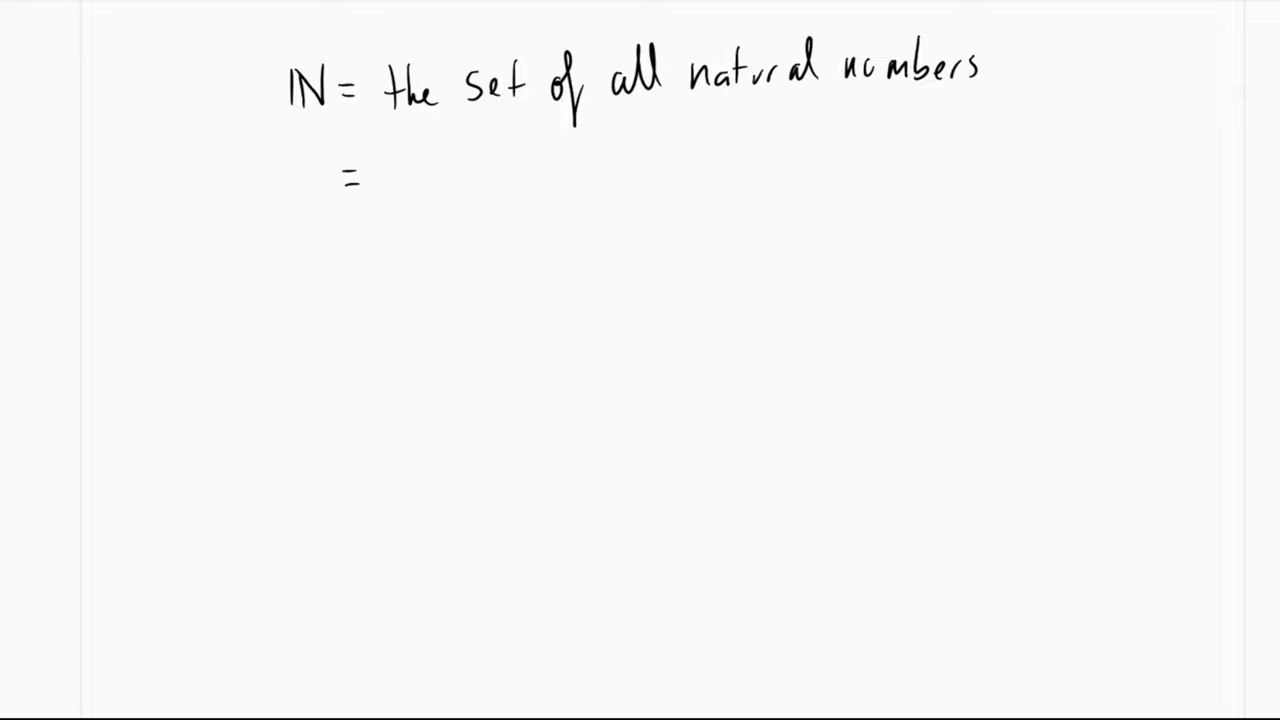 ℕ = the set of all natural numbers
=